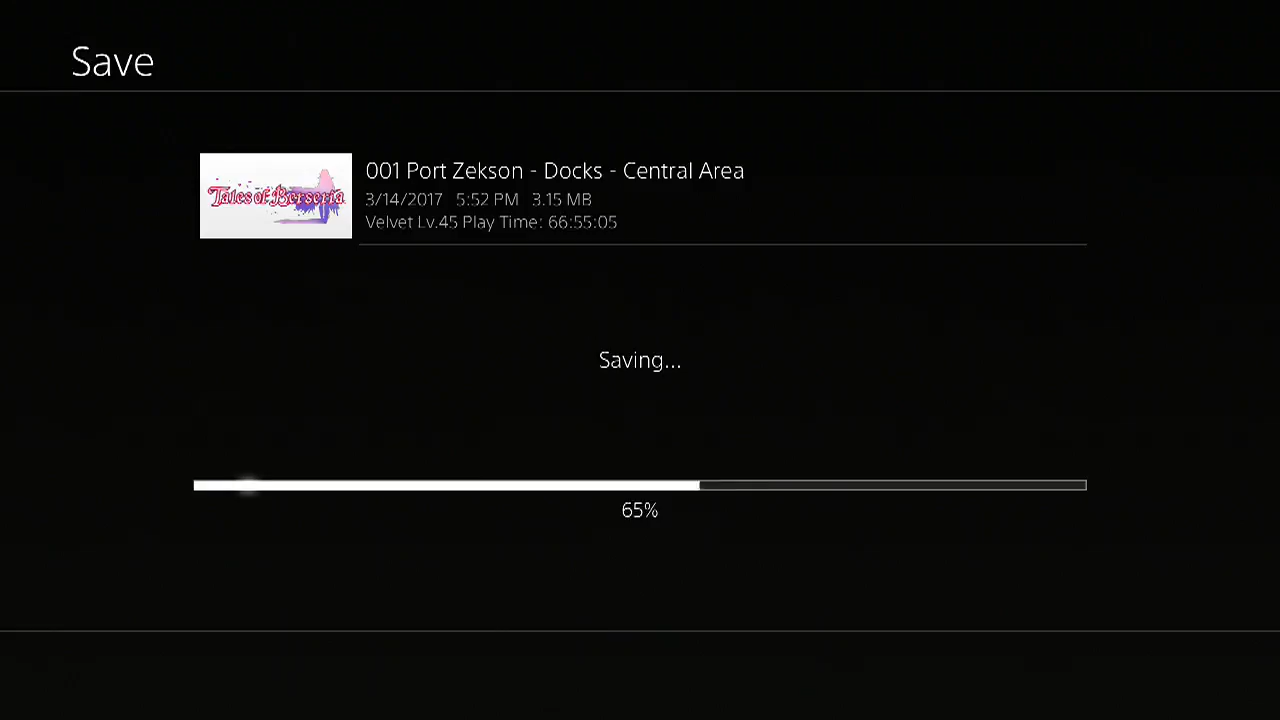 Save
Tales of Berseria
001 Port Zekson - Docks - Central Area
3/14/2017 5:52 PM 3.15 MB
Velvet Lv.45 Play Time: 66:55:05
Saving...
65%